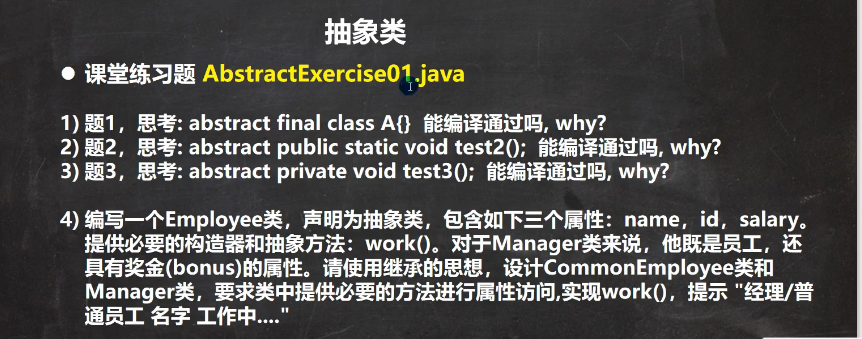 抽象类
● 课堂练习题 AbstractExercise01.java
1) 题1，思考: abstract final class A{} 能编译通过吗, why?
2) 题2，思考: abstract public static void test2(); 能编译通过吗, why?
3) 题3，思考: abstract private void test3(); 能编译通过吗, why?
4) 编写一个Employee类，声明为抽象类，包含如下三个属性：name，id，salary。
提供必要的构造器和抽象方法：work()。对于Manager类来说，他既是员工，还
具有奖金(bonus)的属性。请使用继承的思想，设计CommonEmployee类和
Manager类，要求类中提供必要的方法进行属性访问,实现work()，提示 "经理/普
通员工 名字 工作中...."